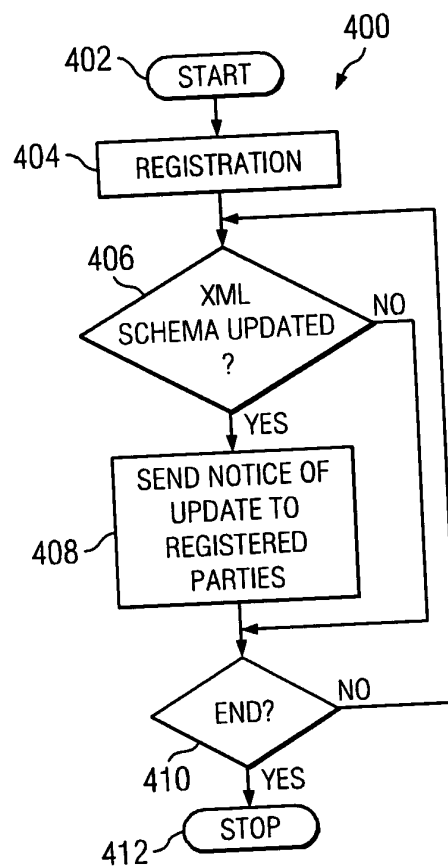 400
402
START
404
REGISTRATION
406
XML
SCHEMA UPDATED
?
NO
YES
408
SEND NOTICE OF
UPDATE TO
REGISTERED
PARTIES
END?
NO
410
YES
412
STOP